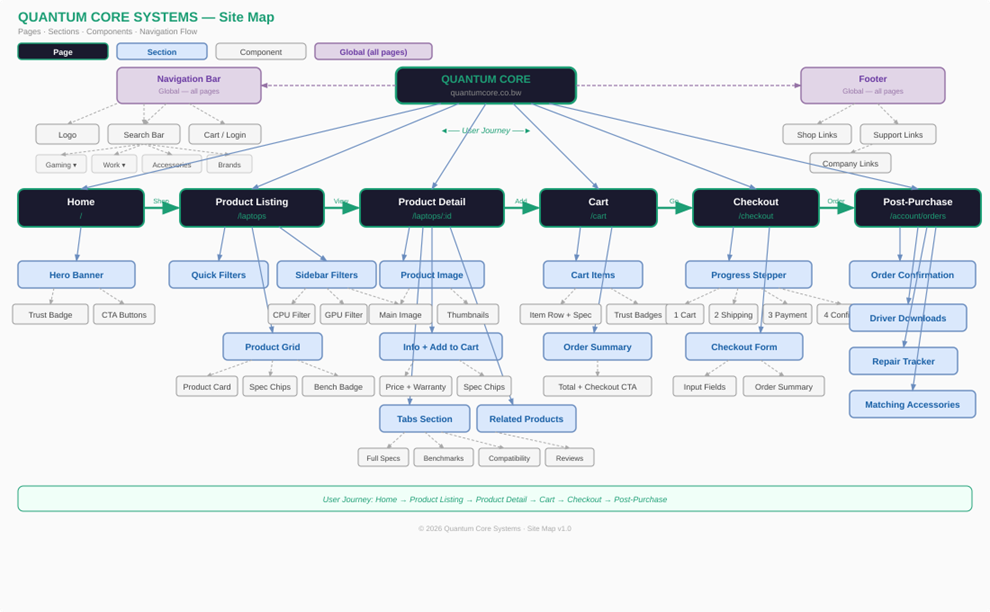 QUANTUM CORE SYSTEMS — Site Map
Pages · Sections · Components · Navigation Flow
Page
Section
Component
Global (all pages)
Navigation Bar
Global — all pages
QUANTUM CORE
quantumcore.co.bw
Footer
Global — all pages
Logo
Search Bar
Cart / Login
◄── User Journey ──►
Shop Links
Support Links
Gaming ▾
Work ▾
Accessories
Brands
Company Links
Home
/
Shop
Product Listing
/laptops
View
Product Detail
/laptops/:id
Add
Cart
/cart
Go
Checkout
/checkout
Order
Post-Purchase
/account/orders
Hero Banner
Quick Filters
Sidebar Filters
Product Image
Cart Items
Progress Stepper
Order Confirmation
Trust Badge
CTA Buttons
CPU Filter
GPU Filter
Main Image
Thumbnails
Item Row + Spec
Trust Badges
1 Cart
2 Shipping
3 Payment
4 Confi
Driver Downloads
Product Grid
Info + Add to Cart
Order Summary
Checkout Form
Repair Tracker
Product Card
Spec Chips
Bench Badge
Price + Warranty
Spec Chips
Total + Checkout CTA
Input Fields
Order Summary
Matching Accessories
Tabs Section
Related Products
Full Specs
Benchmarks
Compatibility
Reviews
User Journey: Home → Product Listing → Product Detail → Cart → Checkout → Post-Purchase
© 2026 Quantum Core Systems · Site Map v1.0